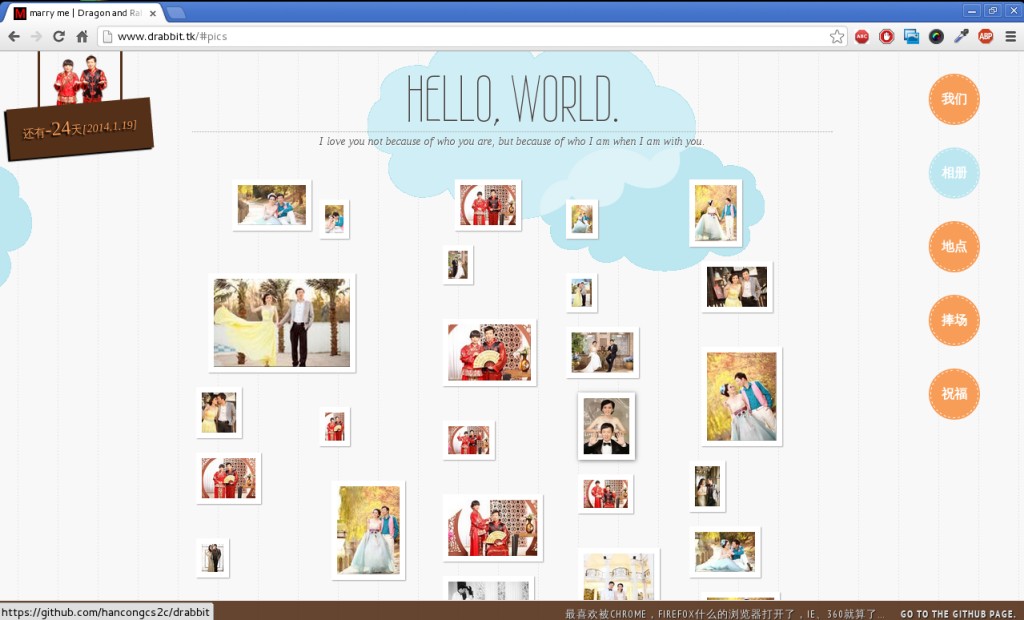 marry me | Dragon and Ra
www.drabbit.tk/#pics
HELLO, WORLD.
I love you not because of who you are, but because of who I am when I am with you.
还有-24天[2014,1,19]
我们
相册
地点
捧场
祝福
https://github.com/hancongcs2c/drabbit
最喜欢被CHROME，FIREFOX什么的浏览器打开了，IE、360就算了... GO TO THE GITHUB PAGE.